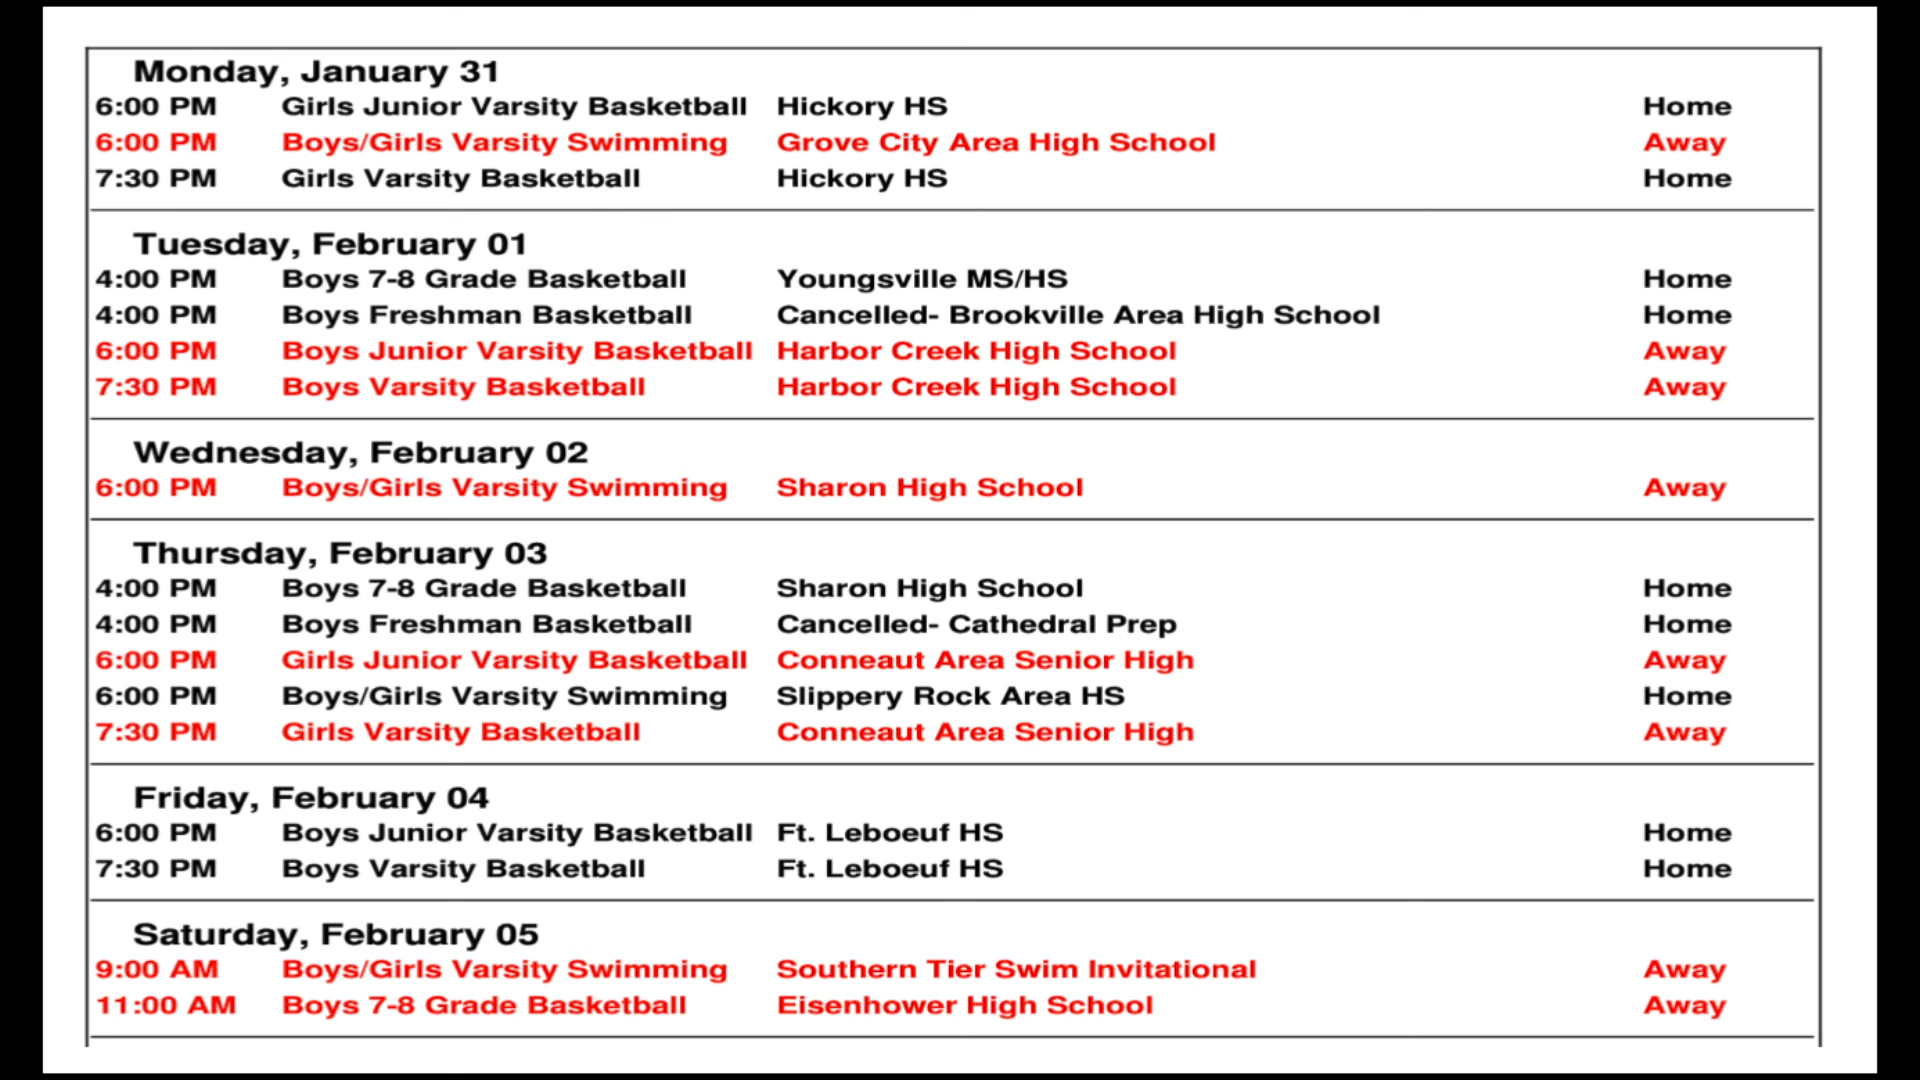 Monday, January 31
6:00 PM Girls Junior Varsity Basketball Hickory HS Home
6:00 PM Boys/Girls Varsity Swimming Grove City Area High School Away
7:30 PM Girls Varsity Basketball Hickory HS Home
Tuesday, February 01
4:00 PM Boys 7-8 Grade Basketball Youngsville MS/HS Home
4:00 PM Boys Freshman Basketball Cancelled- Brookville Area High School Home
6:00 PM Boys Junior Varsity Basketball Harbor Creek High School Away
7:30 PM Boys Varsity Basketball Harbor Creek High School Away
Wednesday, February 02
6:00 PM Boys/Girls Varsity Swimming Sharon High School Away
Thursday, February 03
4:00 PM Boys 7-8 Grade Basketball Sharon High School Home
4:00 PM Boys Freshman Basketball Cancelled- Cathedral Prep Home
6:00 PM Girls Junior Varsity Basketball Conneaut Area Senior High Away
6:00 PM Boys/Girls Varsity Swimming Slippery Rock Area HS Home
7:30 PM Girls Varsity Basketball Conneaut Area Senior High Away
Friday, February 04
6:00 PM Boys Junior Varsity Basketball Ft. Leboeuf HS Home
7:30 PM Boys Varsity Basketball Ft. Leboeuf HS Home
Saturday, February 05
9:00 AM Boys/Girls Varsity Swimming Southern Tier Swim Invitational Away
11:00 AM Boys 7-8 Grade Basketball Eisenhower High School Away